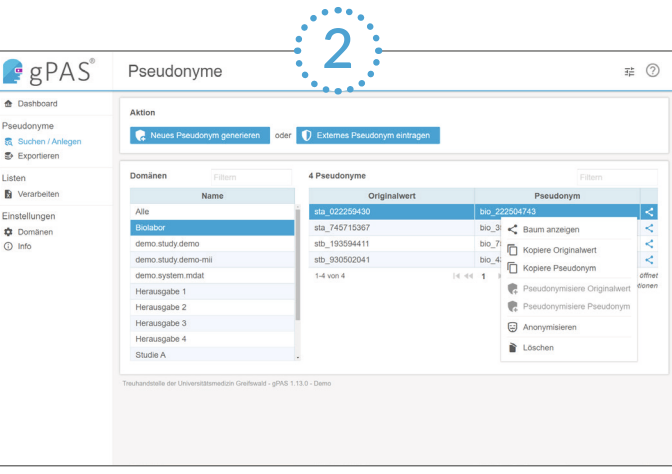 2
gPAS®
Pseudonyme
Dashboard
Pseudonyme
Suchen / Anlegen
Exportieren
Listen
Verarbeiten
Einstellungen
Domänen
Info
Aktion
Neues Pseudonym generieren oder Externes Pseudonym eintragen
Domänen Filtern
Name
Alle
Biolabor
demo.study.demo
demo.study.demo-mii
demo.system.mdat
Herausgabe 1
Herausgabe 2
Herausgabe 3
Herausgabe 4
Studie A
4 Pseudonyme Filtern
Originalwert Pseudonym
sta_022259430 bio_222504743
sta_745715367
stb_193594411
stb_930502041
1-4 von 4 1
öffnet
Baum anzeigen
Kopiere Originalwert
Kopiere Pseudonym
Pseudonymisiere Originalwert
Pseudonymisiere Pseudonym
Anonymisieren
Löschen
Treuhandstelle der Universitätsmedizin Greifswald - gPAS 1.13.0 - Demo